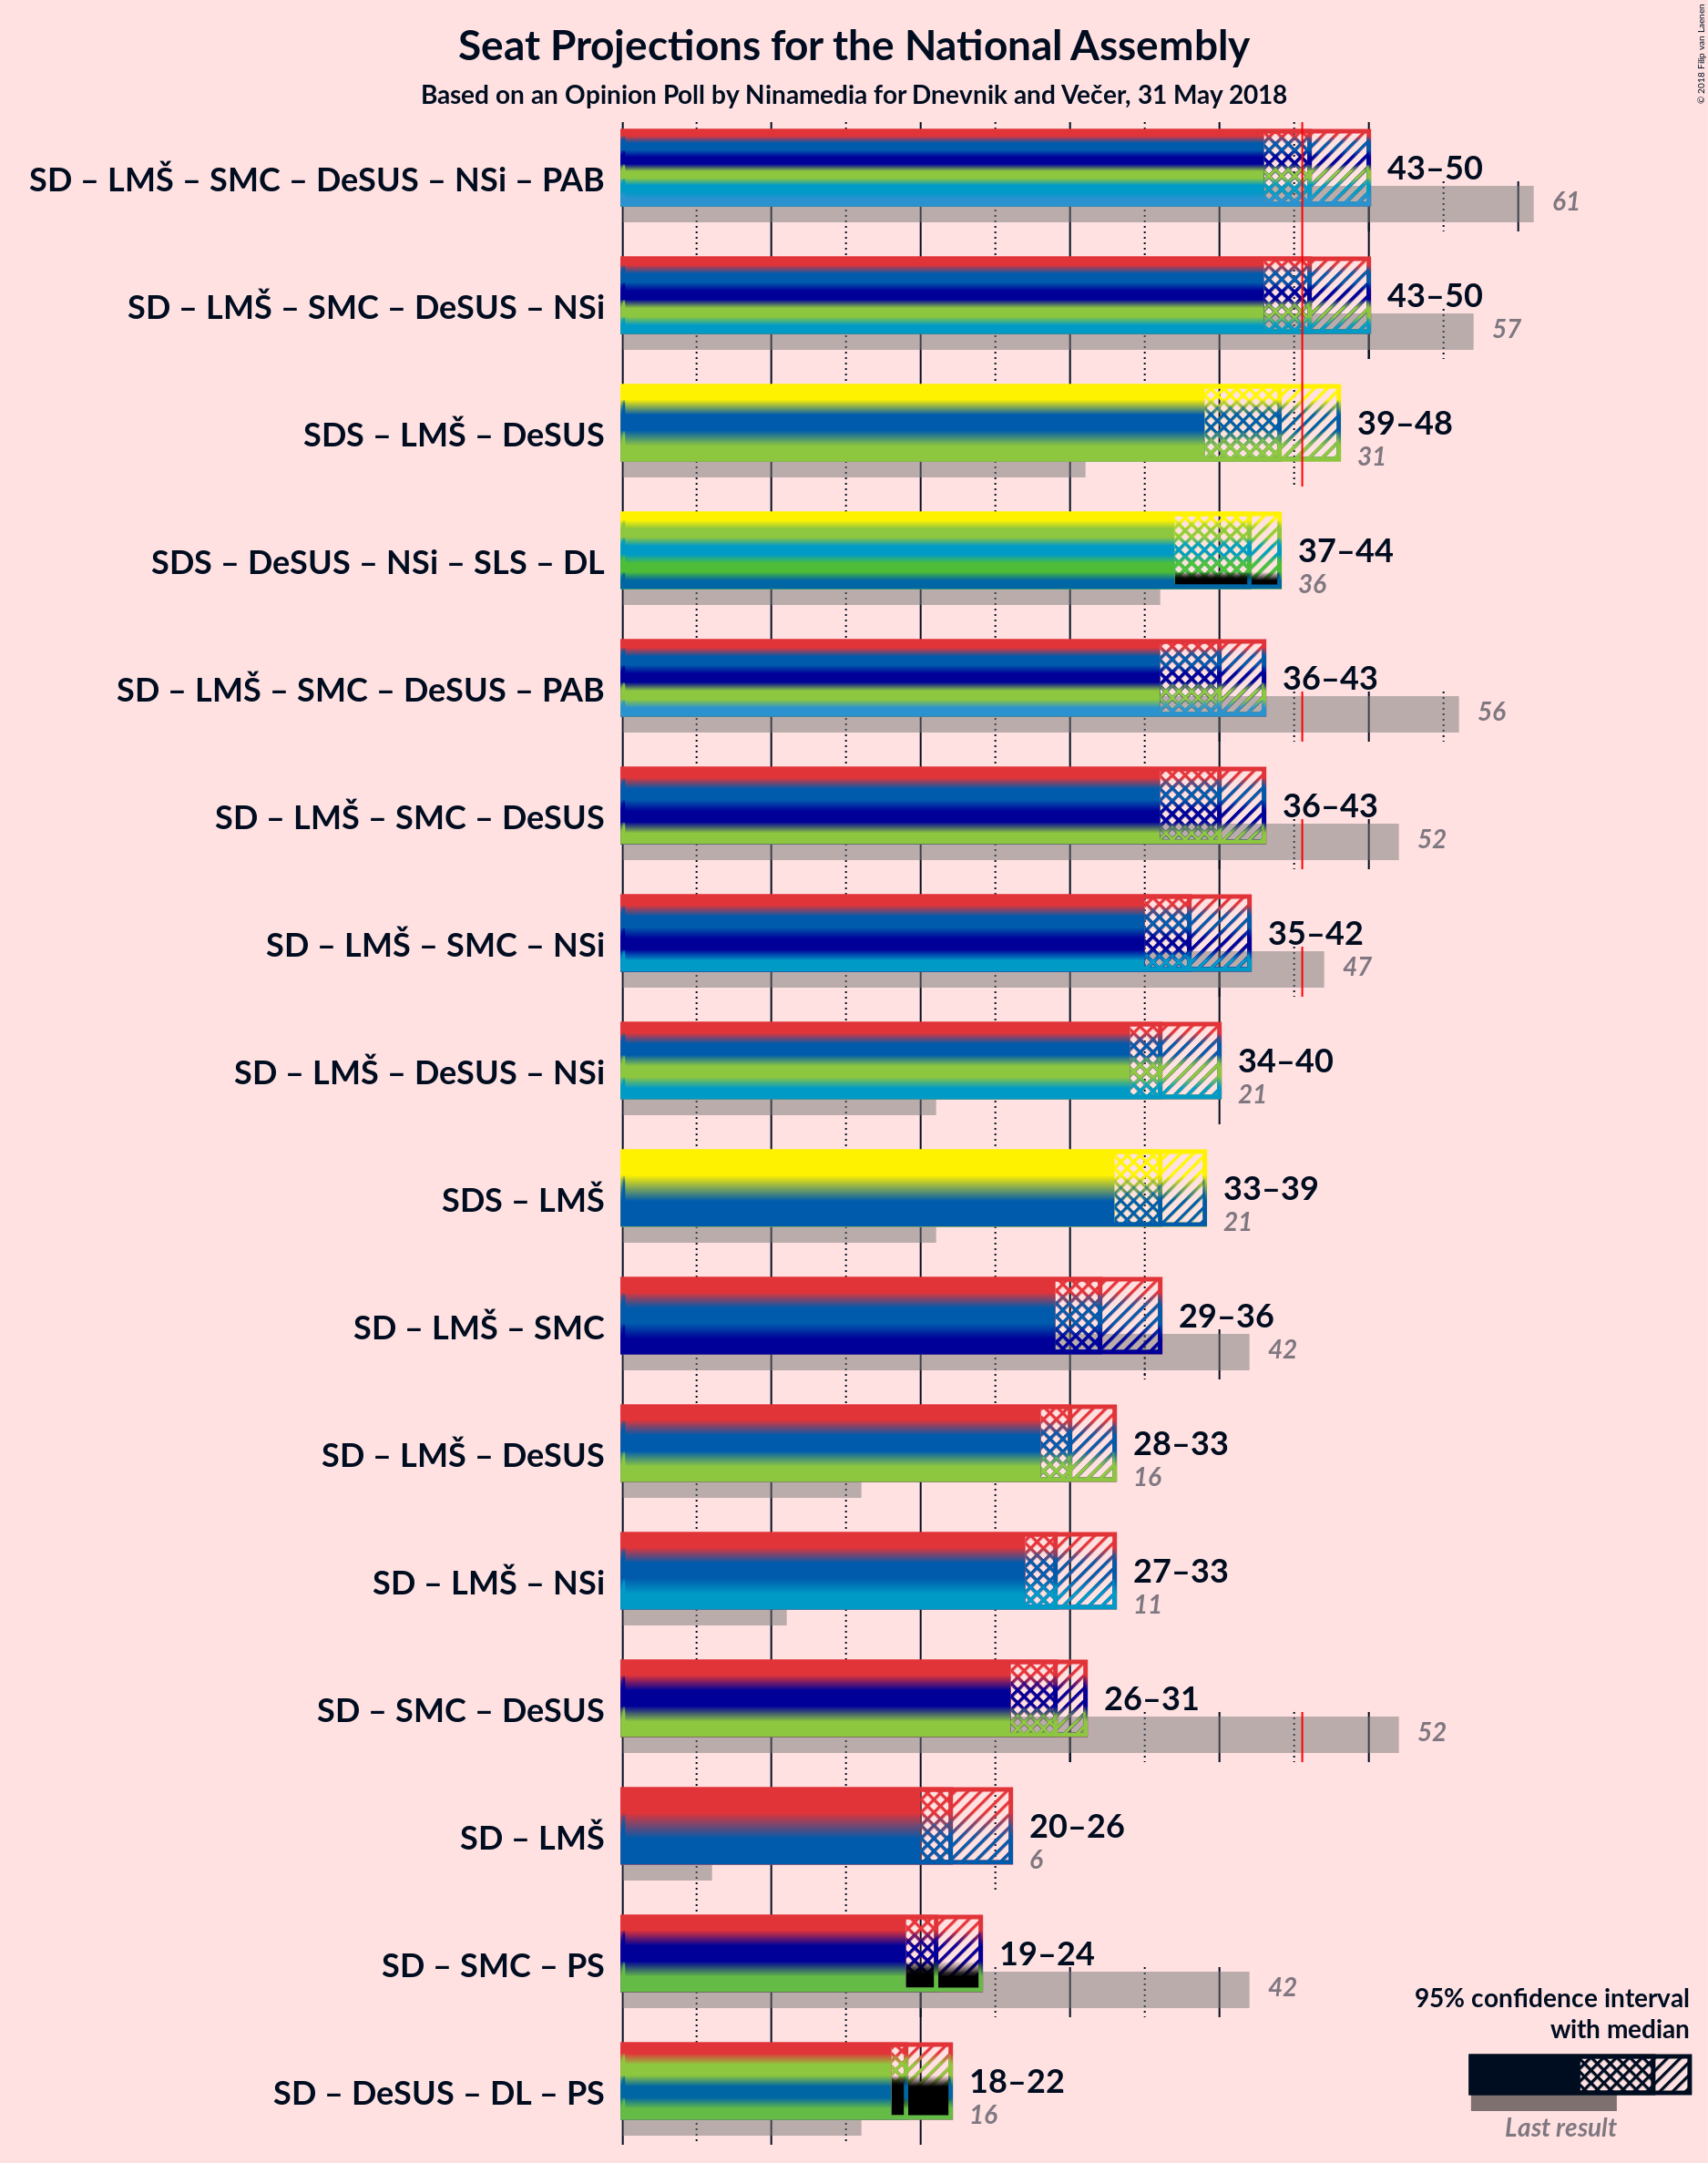 Seat Projections for the National Assembly
Based on an Opinion Poll by Ninamedia for Dnevnik and Večer, 31 May 2018
© 2018 Filip van Laenen
SD – LMŠ – SMC – DeSUS – NSi – PAB
43–50
61
SD – LMŠ – SMC – DeSUS – NSi
43–50
57
SDS – LMŠ – DeSUS
39–48
31
SDS – DeSUS – NSi – SLS – DL
37–44
36
SD – LMŠ – SMC – DeSUS – PAB
36–43
56
SD – LMŠ – SMC – DeSUS
36–43
52
SD – LMŠ – SMC – NSi
35–42
47
SD – LMŠ – DeSUS – NSi
34–40
21
SDS – LMŠ
33–39
21
SD – LMŠ – SMC
29–36
42
SD – LMŠ – DeSUS
28–33
16
SD – LMŠ – NSi
27–33
11
SD – SMC – DeSUS
26–31
52
SD – LMŠ
20–26
6
SD – SMC – PS
19–24
42
SD – DeSUS – DL – PS
18–22
16
95% confidence interval
with median
Last result